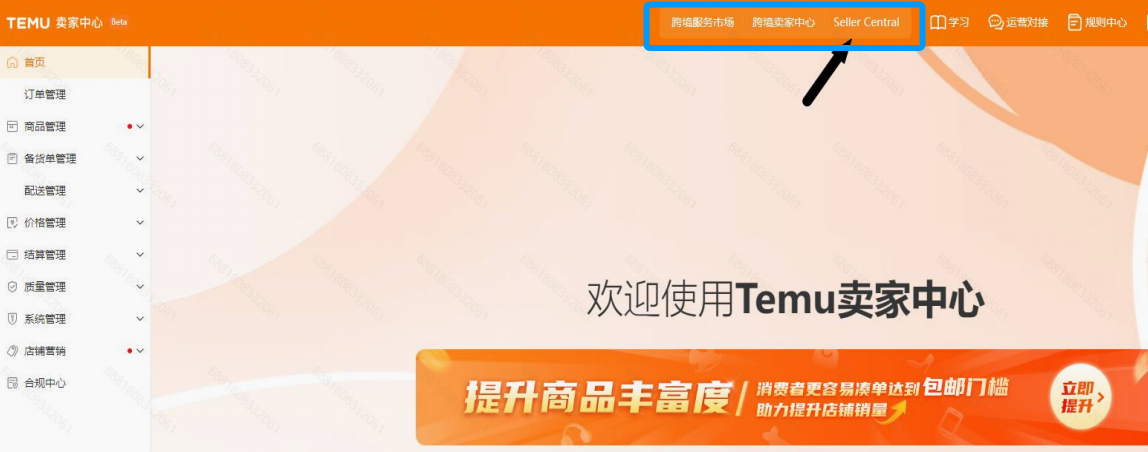 TEMU 卖家中心 Beta
跨境服务市场 跨境卖家中心 Seller Central 学习 运营对接 规则中心
首页
订单管理
商品管理
备货单管理
配送管理
价格管理
结算管理
质量管理
系统管理
店铺营销
合规中心
欢迎使用Temu卖家中心
提升商品丰富度 / 消费者更容易凑单达到包邮门槛
助力提升店铺销量
立即
提升